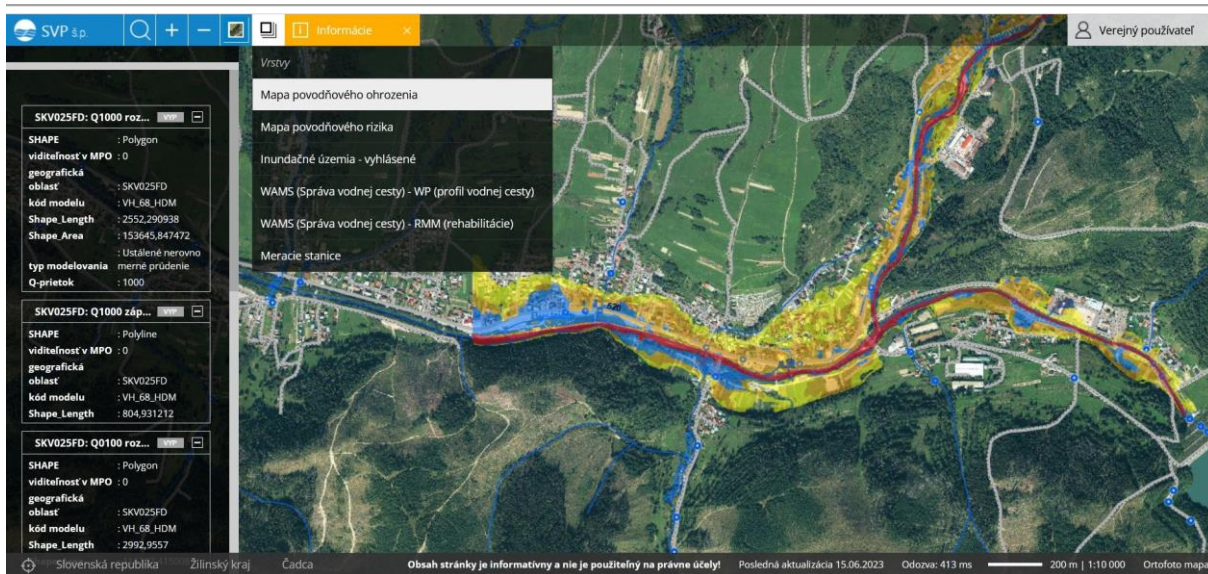 SVP š.p.
Informácie ×
Verejný používateľ
Vrstvy
Mapa povodňového ohrozenia
Mapa povodňového rizika
Inundačné územia - vyhlásené
WAMS (Správa vodnej cesty) - WP (profil vodnej cesty)
WAMS (Správa vodnej cesty) - RMM (rehabilitácie)
Meracie stanice
SKV025FD: Q1000 roz... VYP
SHAPE : Polygon
viditeľnosť v MPO : 0
geografická
oblasť : SKV025FD
kód modelu : VH_68_HDM
Shape_Length : 2552,290938
Shape_Area : 153645,847472
: Ustálené nerovno
typ modelovania merné prúdenie
Q-prietok : 1000
SKV025FD: Q1000 záp... VYP
SHAPE : Polyline
viditeľnosť v MPO : 0
geografická
oblasť : SKV025FD
kód modelu : VH_68_HDM
Shape_Length : 804,931212
SKV025FD: Q0100 roz... VYP
SHAPE : Polygon
viditeľnosť v MPO : 0
geografická
oblasť : SKV025FD
kód modelu : VH_68_HDM
Shape_Length : 2992,9557
Slovenská republika Žilinský kraj Čadca Obsah stránky je informatívny a nie je použiteľný na právne účely! Posledná aktualizácia 15.06.2023 Odozva: 413 ms 200 m | 1:10 000 Ortofoto mapa